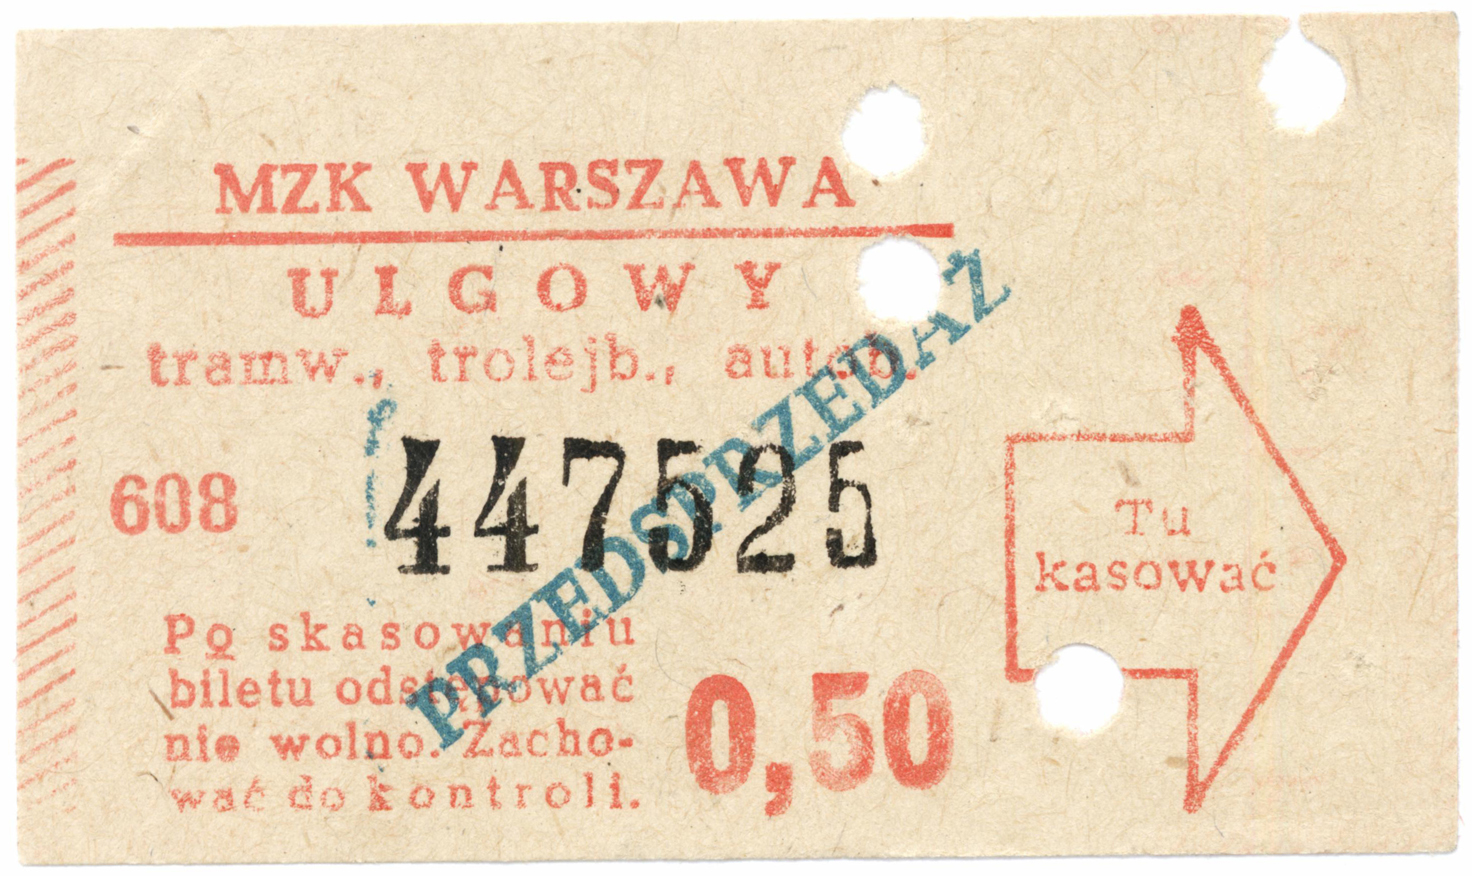 MZK WARSZAWA
ULGOWY
tramw., trolejb., autob.
608
447525
PRZEDSPRZEDAŻ
Tu
kasować
Po skasowaniu
biletu odstępować
nie wolno. Zacho-
wać do kontroli.
0,50